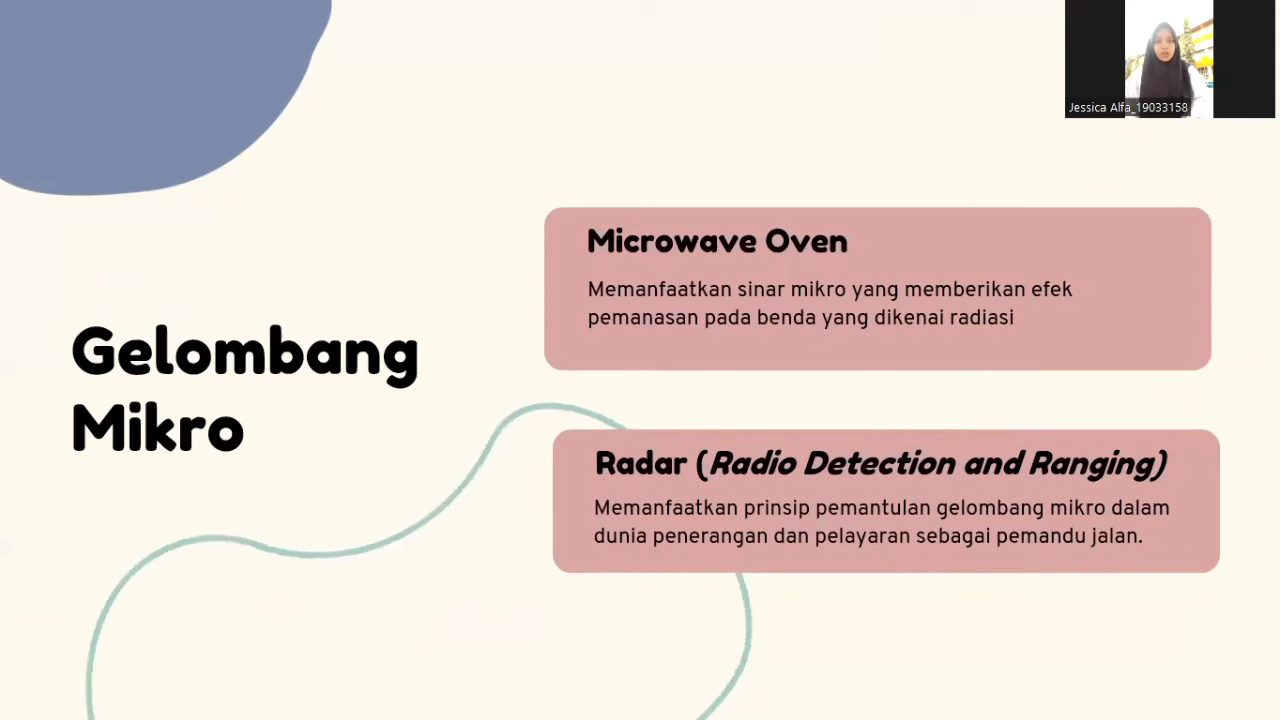 Jessica Alfa_19033158
Gelombang
Mikro
Microwave Oven
Memanfaatkan sinar mikro yang memberikan efek
pemanasan pada benda yang dikenai radiasi
Radar (Radio Detection and Ranging)
Memanfaatkan prinsip pemantulan gelombang mikro dalam
dunia penerangan dan pelayaran sebagai pemandu jalan.